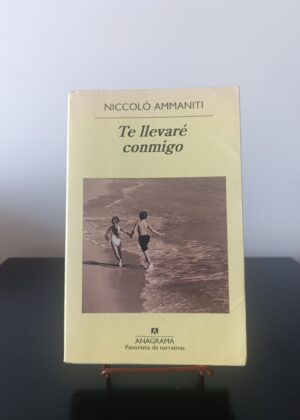 NICCOLÒ AMMANITI
Te llevaré
conmigo
ANAGRAMA
Panorama de narrativas